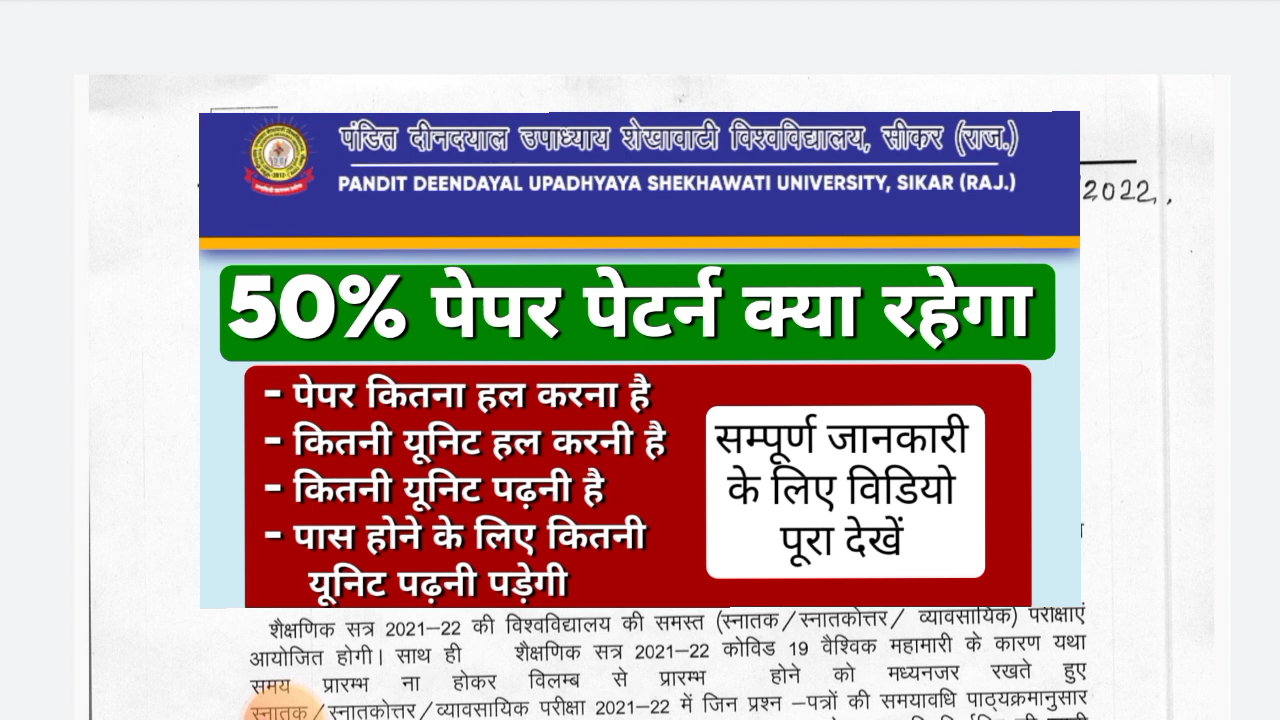 पंडित दीनदयाल उपाध्याय शेखावाटी विश्वविद्यालय, सीकर (राज.)
PANDIT DEENDAYAL UPADHYAYA SHEKHAWATI UNIVERSITY, SIKAR (RAJ.)
2022,,
50% पेपर पेटर्न क्या रहेगा
- पेपर कितना हल करना है
- कितनी यूनिट हल करनी है
- कितनी यूनिट पढ़नी है
- पास होने के लिए कितनी
यूनिट पढ़नी पड़ेगी
सम्पूर्ण जानकारी
के लिए विडियो
पूरा देखें
शैक्षणिक सत्र 2021–22 की विश्वविद्यालय की समस्त (स्नातक/स्नातकोत्तर/ व्यावसायिक) परीक्षाएं
आयोजित होगी। साथ ही शैक्षणिक सत्र 2021–22 कोविड 19 वैश्विक महामारी के कारण यथा
समय प्रारम्भ ना होकर विलम्ब से प्रारम्भ होने को मध्यनजर रखते हुए
स्नातक/स्नातकोत्तर/व्यावसायिक परीक्षा 2021–22 में जिन प्रश्न –पत्रों की समयावधि पाठ्यक्रमानुसार